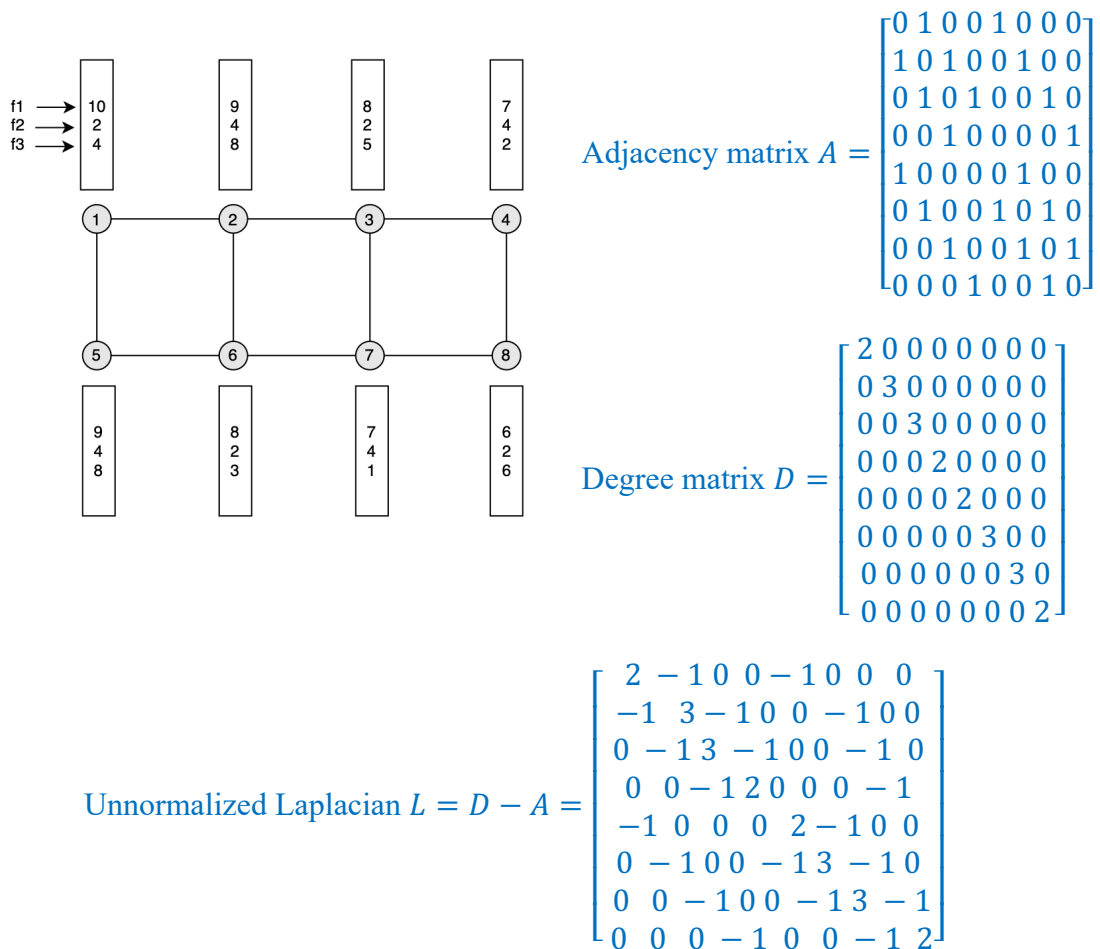 f1 10 9 8 7
f2 2 4 2 4
f3 4 8 5 2
1 2 3 4
5 6 7 8
9 8 7 6
4 2 4 2
8 3 1 6
Adjacency matrix A =
0 1 0 0 1 0 0 0
1 0 1 0 0 1 0 0
0 1 0 1 0 0 1 0
0 0 1 0 0 0 0 1
1 0 0 0 0 1 0 0
0 1 0 0 1 0 1 0
0 0 1 0 0 1 0 1
0 0 0 1 0 0 1 0
Degree matrix D =
2 0 0 0 0 0 0 0
0 3 0 0 0 0 0 0
0 0 3 0 0 0 0 0
0 0 0 2 0 0 0 0
0 0 0 0 2 0 0 0
0 0 0 0 0 3 0 0
0 0 0 0 0 0 3 0
0 0 0 0 0 0 0 2
Unnormalized Laplacian L = D − A =
2 − 1 0 0 − 1 0 0 0
−1 3 − 1 0 0 − 1 0 0
0 − 1 3 − 1 0 0 − 1 0
0 0 − 1 2 0 0 0 − 1
−1 0 0 0 2 − 1 0 0
0 − 1 0 0 − 1 3 − 1 0
0 0 − 1 0 0 − 1 3 − 1
0 0 0 − 1 0 0 − 1 2